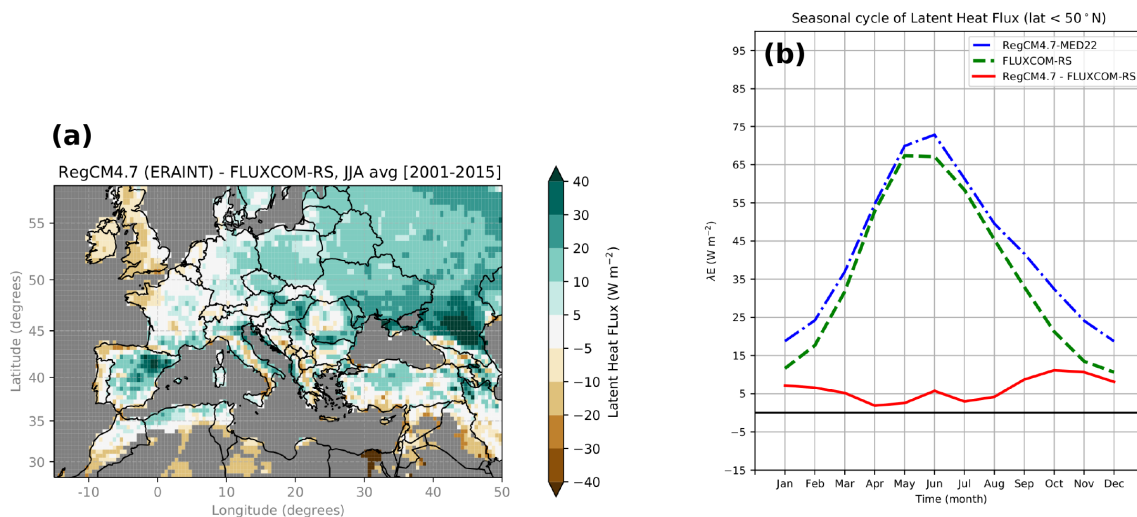 (a)
RegCM4.7 (ERAINT) - FLUXCOM-RS, JJA avg [2001-2015]
55
50
45
40
35
30
Latitude (degrees)
-10
0
10
20
30
40
50
Longitude (degrees)
40
30
20
10
5
−5
−10
−20
−30
−40
Latent Heat Flux (W m⁻²)
Seasonal cycle of Latent Heat Flux (lat < 50°N)
(b)
RegCM4.7-MED22
FLUXCOM-RS
RegCM4.7 - FLUXCOM-RS
95
85
75
65
55
45
35
25
15
5
−5
−15
λE (W m⁻²)
Jan Feb Mar Apr May Jun Jul Aug Sep Oct Nov Dec
Time (month)